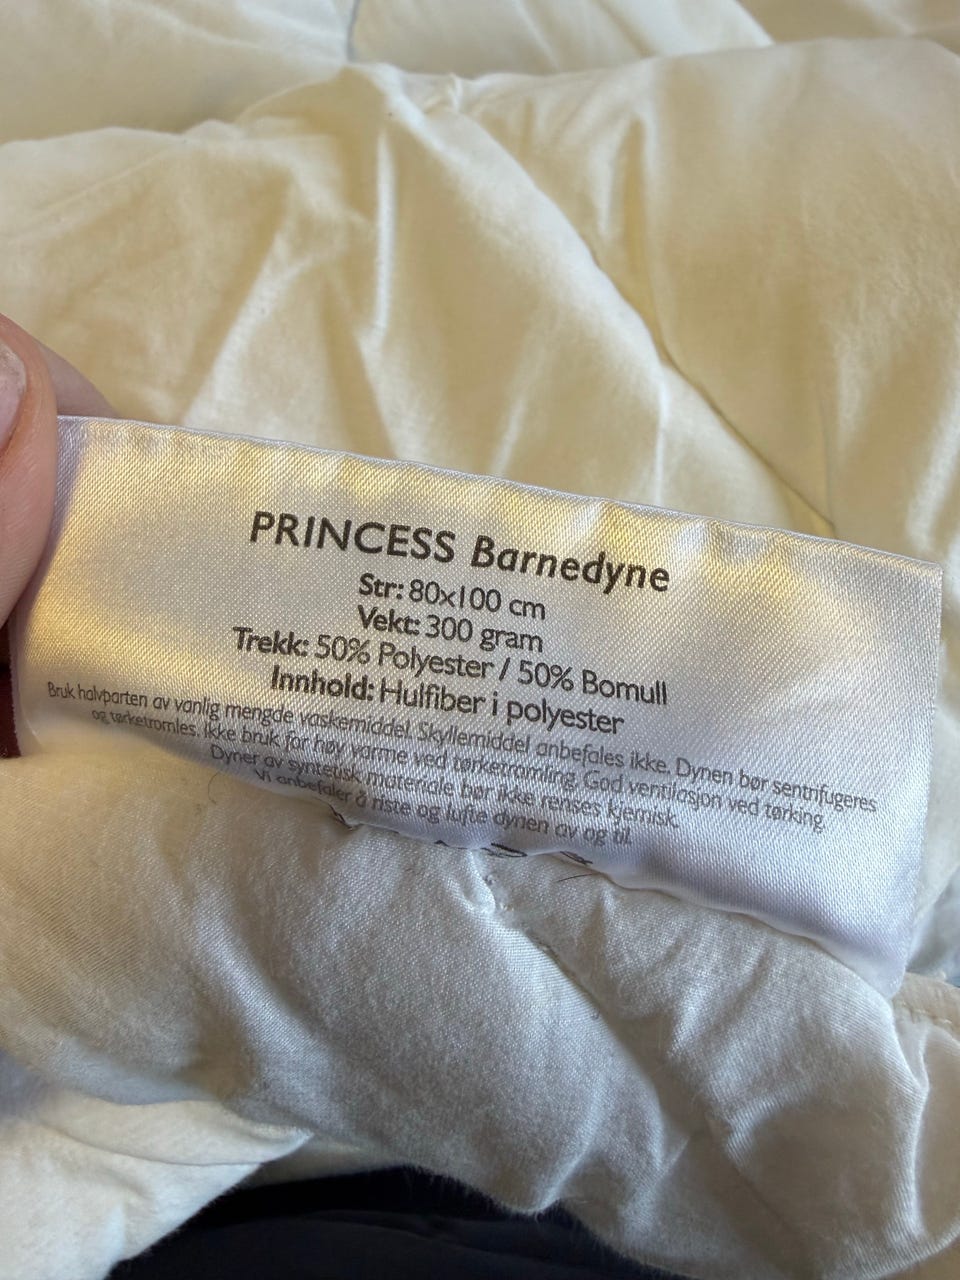 PRINCESS Barnedyne
Str: 80x100 cm
Vekt: 300 gram
Trekk: 50% Polyester / 50% Bomull
Innhold: Hulfiber i polyester
Bruk halvparten av vanlig mengde vaskemiddel. Skyllemiddel anbefales ikke. Dynen bør sentrifugeres
og tørketromles. Ikke bruk for høy varme ved tørketromling. God ventilasjon ved tørking.
Dyner av syntetisk materiale bør ikke renses kjemisk.
Vi anbefaler å riste og lufte dynen av og til.